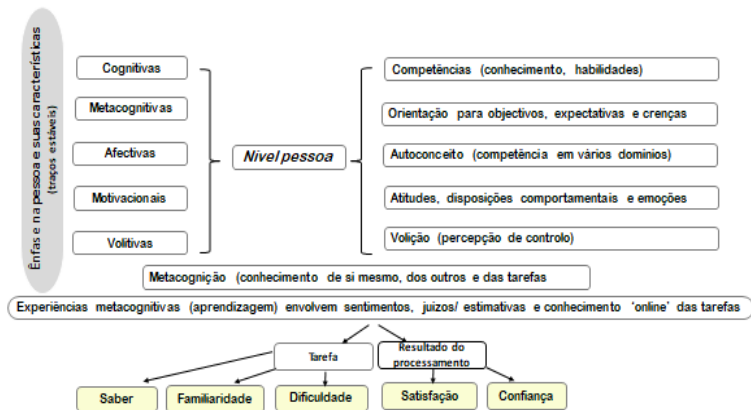 Ênfas e na pessoa e suas características
(traços estáveis)
Cognitivas
Metacognitivas
Afectivas
Motivacionais
Volitivas
Nivel pessoa
Competências (conhecimento, habilidades)
Orientação para objectivos, expectativas e crenças
Autoconceito (competência em vários domínios)
Atitudes, disposições comportamentais e emoções
Volição (percepção de controlo)
Metacognição (conhecimento de si mesmo, dos outros e das tarefas
Experiências metacognitivas (aprendizagem) envolvem sentimentos, juizos/ estimativas e conhecimento 'online' das tarefas
Tarefa
Resultado do
processamento
Saber
Familiaridade
Dificuldade
Satisfação
Confiança